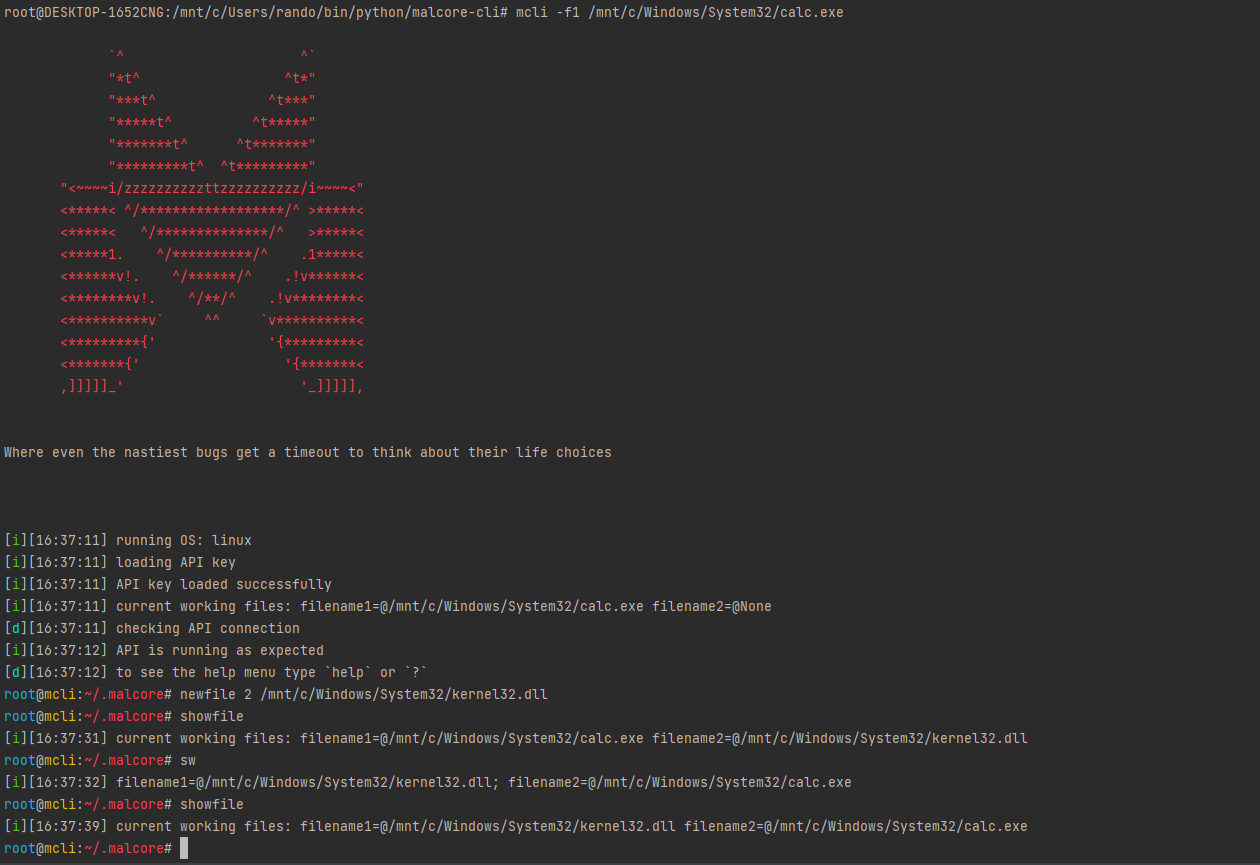 root@DESKTOP-1652CNG:/mnt/c/Users/rando/bin/python/malcore-cli# mcli -f1 /mnt/c/Windows/System32/calc.exe
`^                      ^`
"*t^                  ^t*"
"***t^              ^t***"
"*****t^          ^t*****"
"*******t^      ^t*******"
"*********t^  ^t*********"
"<~~~~i/zzzzzzzzzzttzzzzzzzzzz/i~~~~<"
<*****< ^/******************/^ >*****<
<*****<   ^/**************/^   >*****<
<*****1.    ^/**********/^    .1*****<
<******v!.    ^/******/^    .!v******<
<********v!.    ^/**/^    .!v********<
<**********v`     ^^     `v**********<
<*********{'              '{*********<
<*******{'                  '{*******<
,]]]]]_'                      '_]]]]],
Where even the nastiest bugs get a timeout to think about their life choices
[i][16:37:11] running OS: linux
[i][16:37:11] loading API key
[i][16:37:11] API key loaded successfully
[i][16:37:11] current working files: filename1=@/mnt/c/Windows/System32/calc.exe filename2=@None
[d][16:37:11] checking API connection
[i][16:37:12] API is running as expected
[d][16:37:12] to see the help menu type `help` or `?`
root@mcli:~/.malcore# newfile 2 /mnt/c/Windows/System32/kernel32.dll
root@mcli:~/.malcore# showfile
[i][16:37:31] current working files: filename1=@/mnt/c/Windows/System32/calc.exe filename2=@/mnt/c/Windows/System32/kernel32.dll
root@mcli:~/.malcore# sw
[i][16:37:32] filename1=@/mnt/c/Windows/System32/kernel32.dll; filename2=@/mnt/c/Windows/System32/calc.exe
root@mcli:~/.malcore# showfile
[i][16:37:39] current working files: filename1=@/mnt/c/Windows/System32/kernel32.dll filename2=@/mnt/c/Windows/System32/calc.exe
root@mcli:~/.malcore#